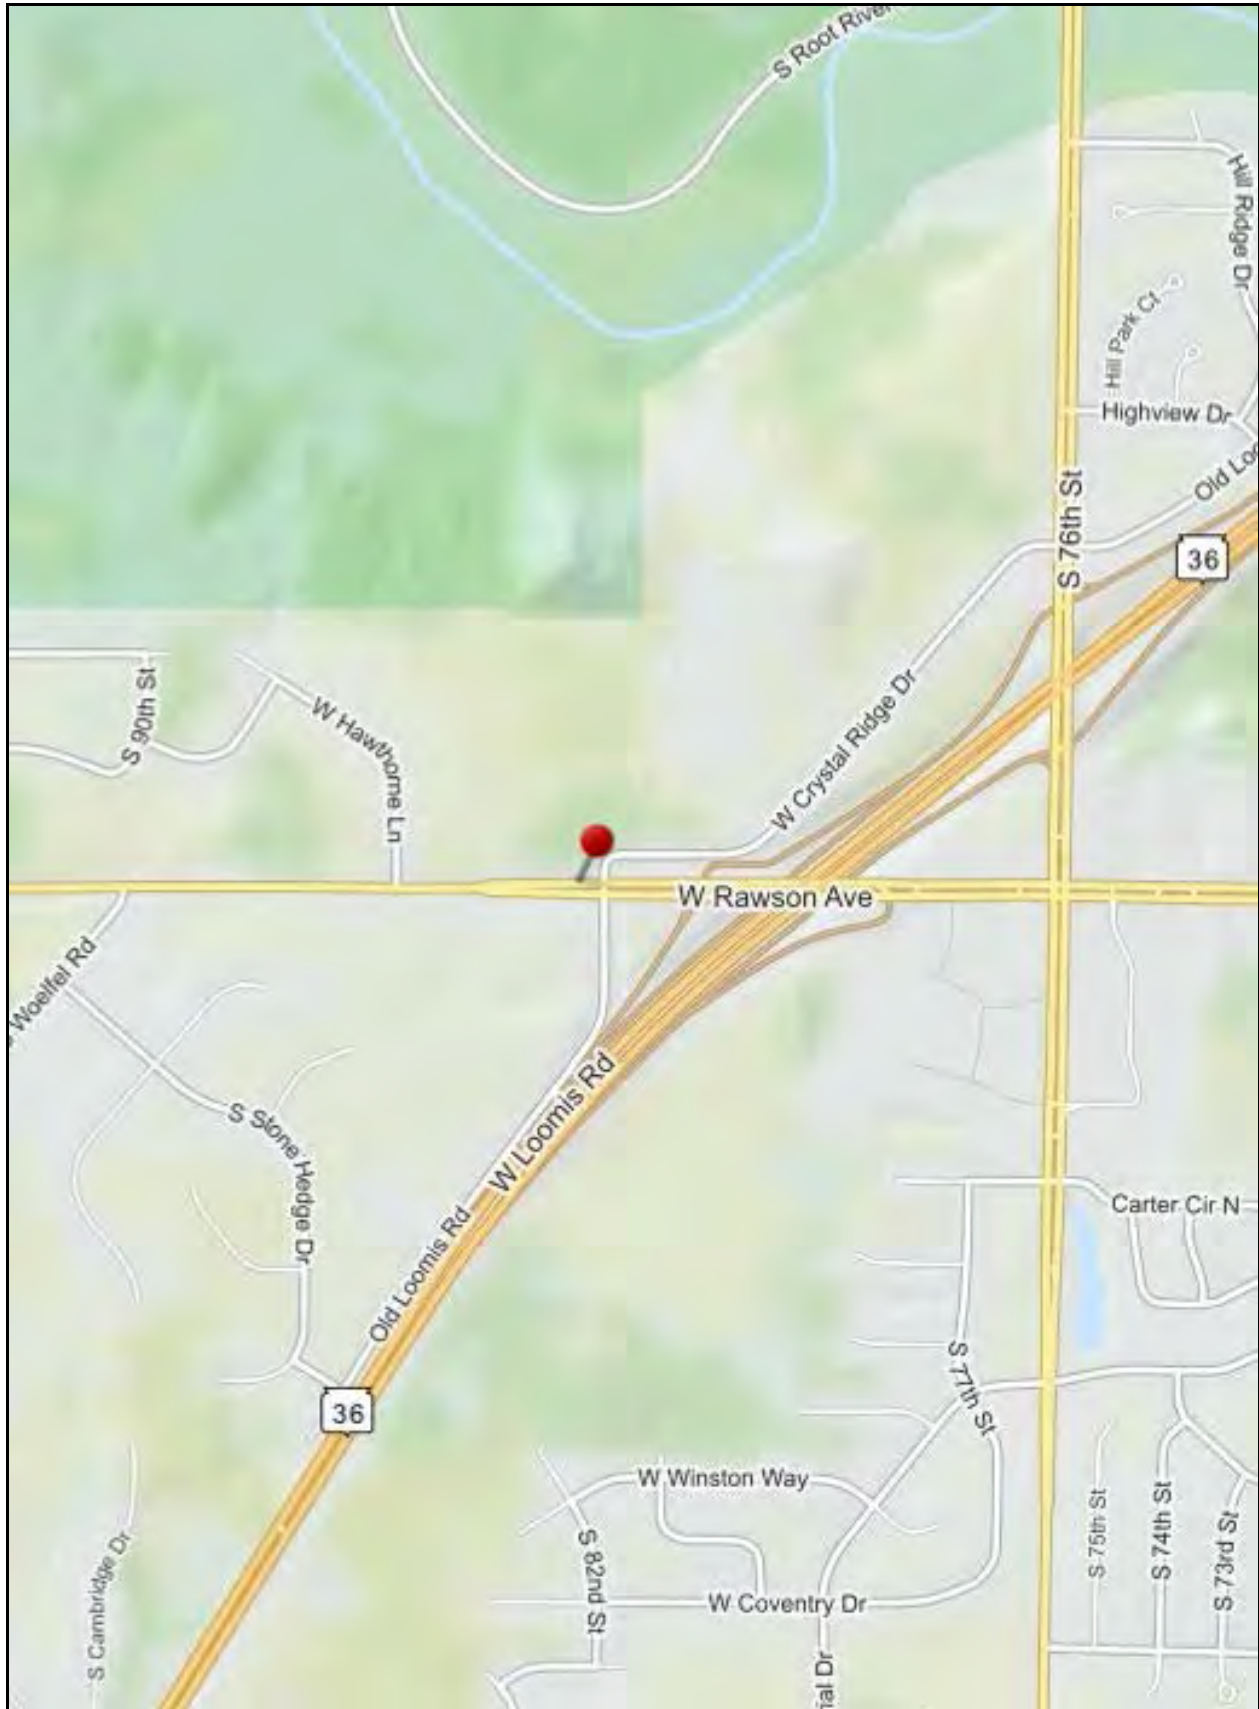 S Root River
Hill Ridge Dr
Hill Park Ct
Highview Dr
Old Loo
S 76th St
36
S 90th St
W Hawthorne Ln
W Crystal Ridge Dr
W Rawson Ave
Woelfel Rd
W Loomis Rd
S Stone Hedge Dr
Carter Cir N
Old Loomis Rd
S 77th St
36
W Winston Way
S 75th St
S 74th St
S 73rd St
S 82nd St
S Cambridge Dr
W Coventry Dr
ial Dr